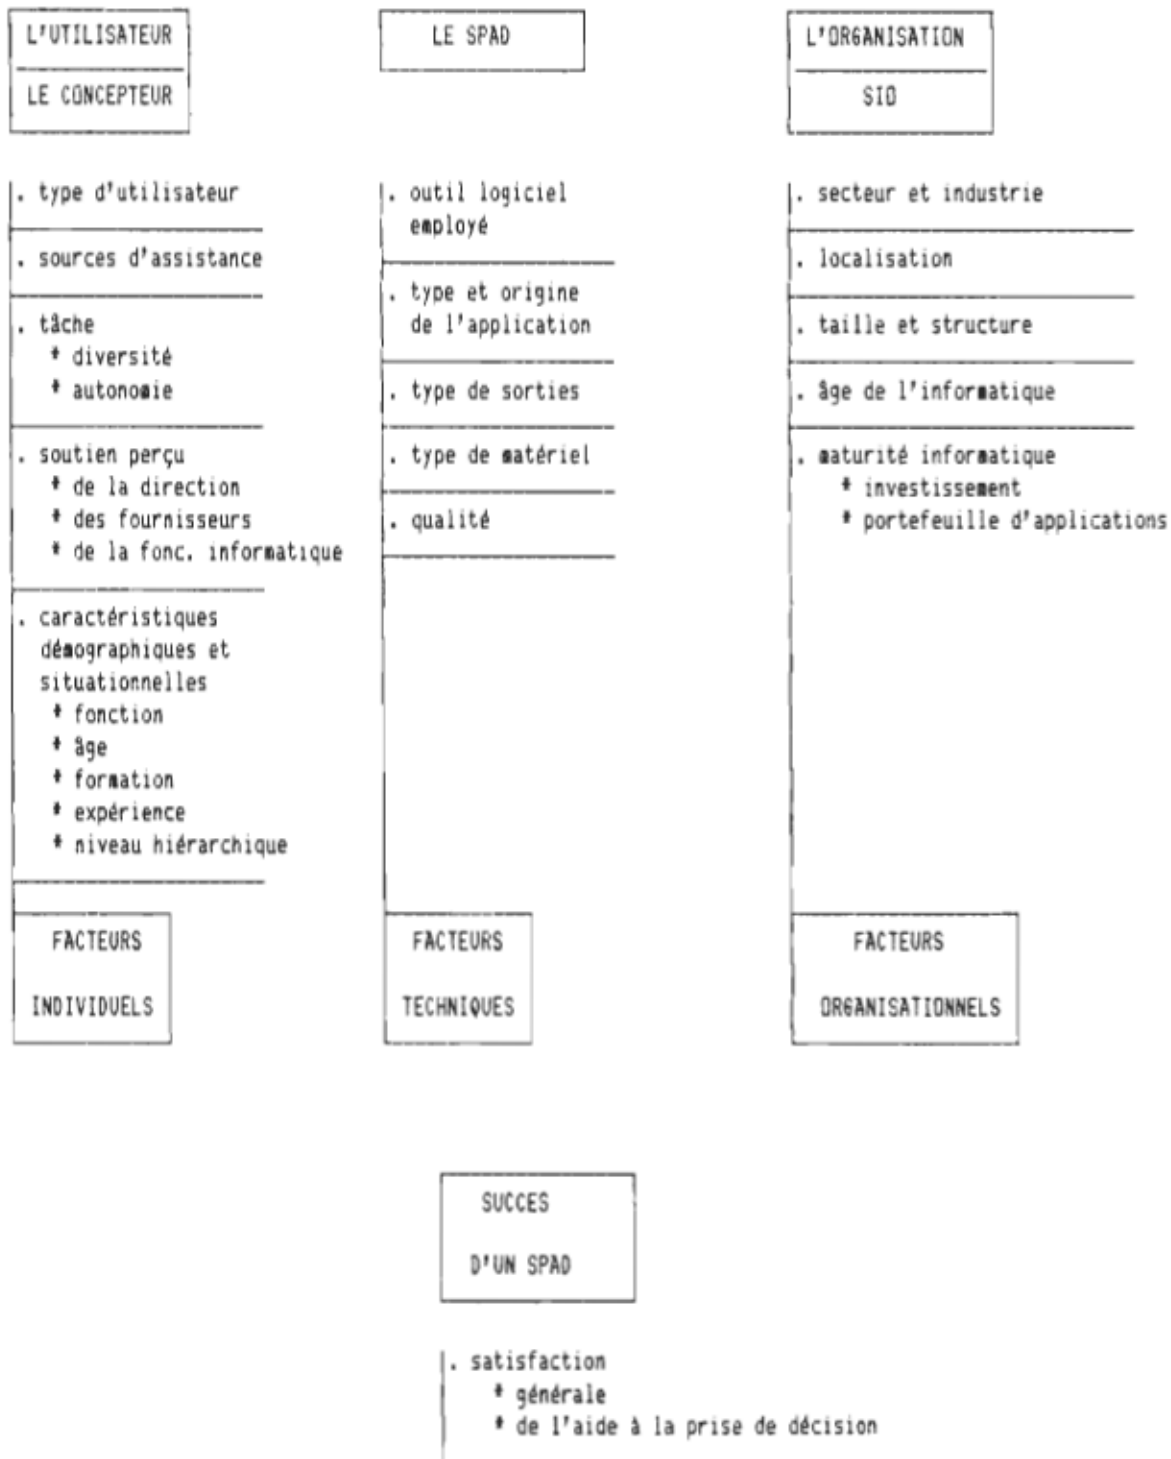 L'UTILISATEUR
LE CONCEPTEUR
. type d'utilisateur
. sources d'assistance
. tâche
* diversité
* autonomie
. soutien perçu
* de la direction
* des fournisseurs
* de la fonc. informatique
. caractéristiques
démographiques et
situationnelles
* fonction
* âge
* formation
* expérience
* niveau hiérarchique
FACTEURS
INDIVIDUELS
LE SPAD
. outil logiciel
employé
. type et origine
de l'application
. type de sorties
. type de matériel
. qualité
FACTEURS
TECHNIQUES
L'ORGANISATION
SIO
. secteur et industrie
. localisation
. taille et structure
. âge de l'informatique
. maturité informatique
* investissement
* portefeuille d'applications
FACTEURS
ORGANISATIONNELS
SUCCES
D'UN SPAD
. satisfaction
* générale
* de l'aide à la prise de décision